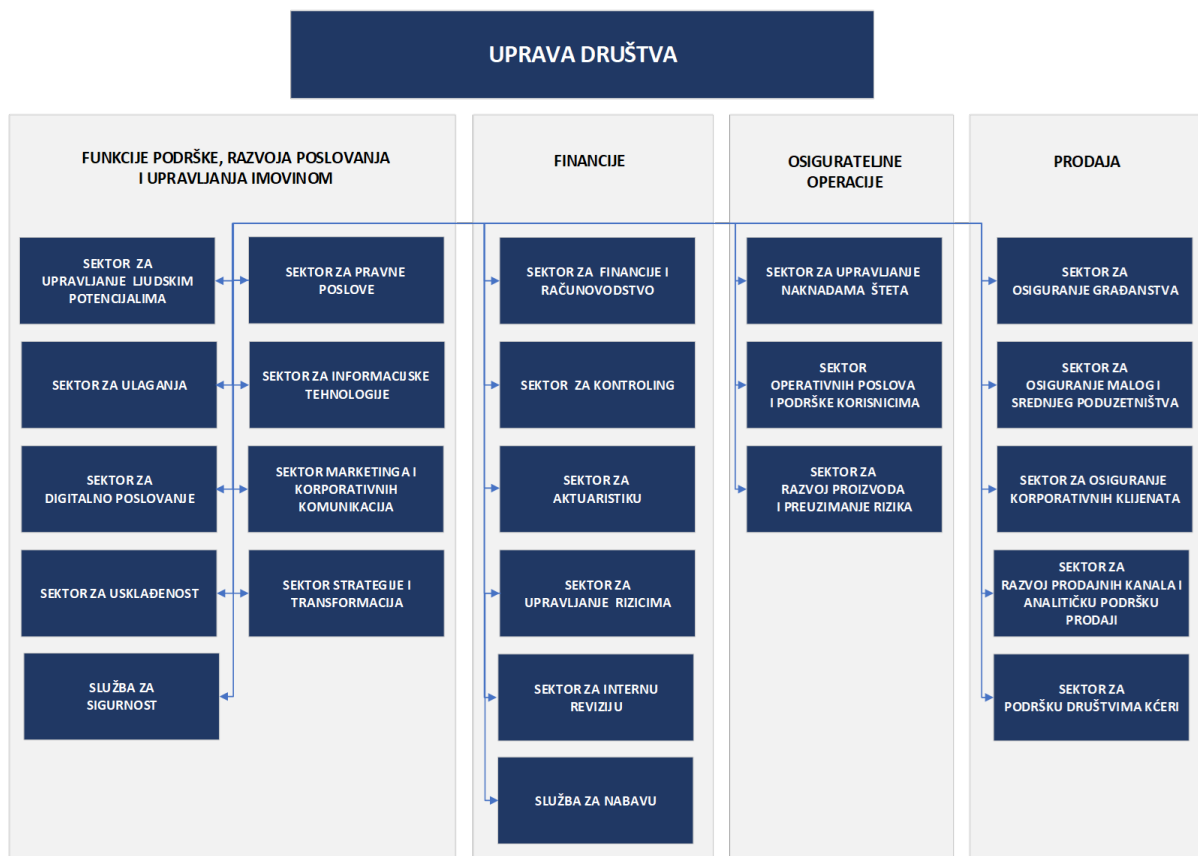 UPRAVA DRUŠTVA
FUNKCIJE PODRŠKE, RAZVOJA POSLOVANJA
I UPRAVLJANJA IMOVINOM
SEKTOR ZA
UPRAVLJANJE LJUDSKIM
POTENCIJALIMA
SEKTOR ZA PRAVNE
POSLOVE
SEKTOR ZA ULAGANJA
SEKTOR ZA INFORMACIJSKE
TEHNOLOGIJE
SEKTOR ZA
DIGITALNO POSLOVANJE
SEKTOR MARKETINGA I
KORPORATIVNIH
KOMUNIKACIJA
SEKTOR ZA USKLAĐENOST
SEKTOR STRATEGIJE I
TRANSFORMACIJA
SLUŽBA ZA
SIGURNOST
FINANCIJE
SEKTOR ZA FINANCIJE I
RAČUNOVODSTVO
SEKTOR ZA KONTROLING
SEKTOR ZA
AKTUARISTIKU
SEKTOR ZA
UPRAVLJANJE RIZICIMA
SEKTOR ZA INTERNU
REVIZIJU
SLUŽBA ZA NABAVU
OSIGURATELJNE
OPERACIJE
SEKTOR ZA UPRAVLJANJE
NAKNADAMA ŠTETA
SEKTOR
OPERATIVNIH POSLOVA
I PODRŠKE KORISNICIMA
SEKTOR ZA
RAZVOJ PROIZVODA
I PREUZIMANJE RIZIKA
PRODAJA
SEKTOR ZA
OSIGURANJE GRAĐANSTVA
SEKTOR ZA
OSIGURANJE MALOG I
SREDNJEG PODUZETNIŠTVA
SEKTOR ZA OSIGURANJE
KORPORATIVNIH KLIJENATA
SEKTOR ZA
RAZVOJ PRODAJNIH KANALA I
ANALITIČKU PODRŠKU
PRODAJI
SEKTOR ZA
PODRŠKU DRUŠTVIMA KĆERI